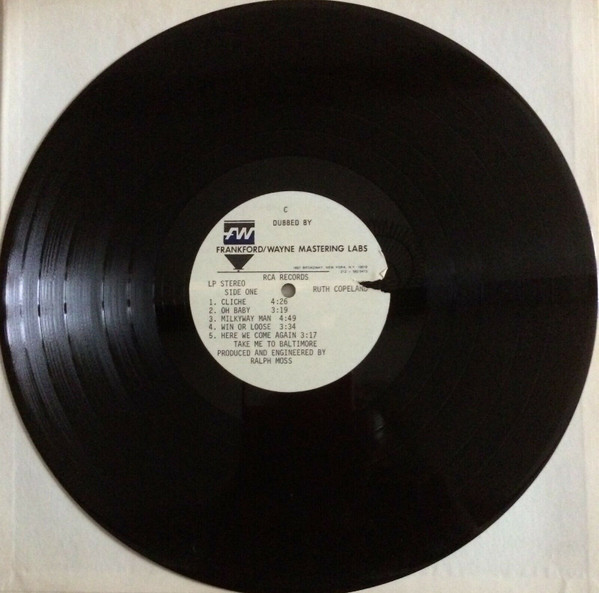 C
DUBBED BY
FW
FRANKFORD/WAYNE MASTERING LABS
RCA RECORDS
LP STEREO
SIDE ONE RUTH COPELAND
1. CLICHE 4:26
2. OH BABY 3:19
3. MILKYWAY MAN 4:49
4. WIN OR LOOSE 3:34
5. HERE WE COME AGAIN 3:17
TAKE ME TO BALTIMORE
PRODUCED AND ENGINEERED BY
RALPH MOSS